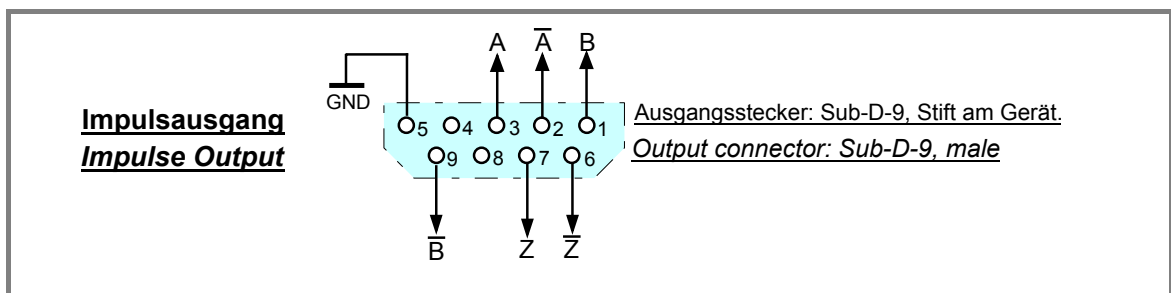 A A̅ B
GND
Impulsausgang
Impulse Output
5 4 3 2 1
9 8 7 6
Ausgangsstecker: Sub-D-9, Stift am Gerät.
Output connector: Sub-D-9, male
B̅ Z Z̅